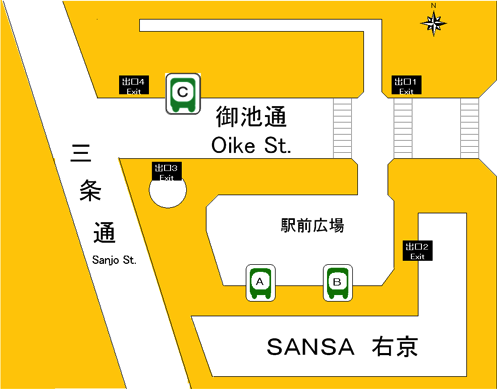 N
出口4
Exit
C
出口1
Exit
御池通
Oike St.
三条通
Sanjo St.
出口3
Exit
駅前広場
出口2
Exit
A
B
SANSA 右京